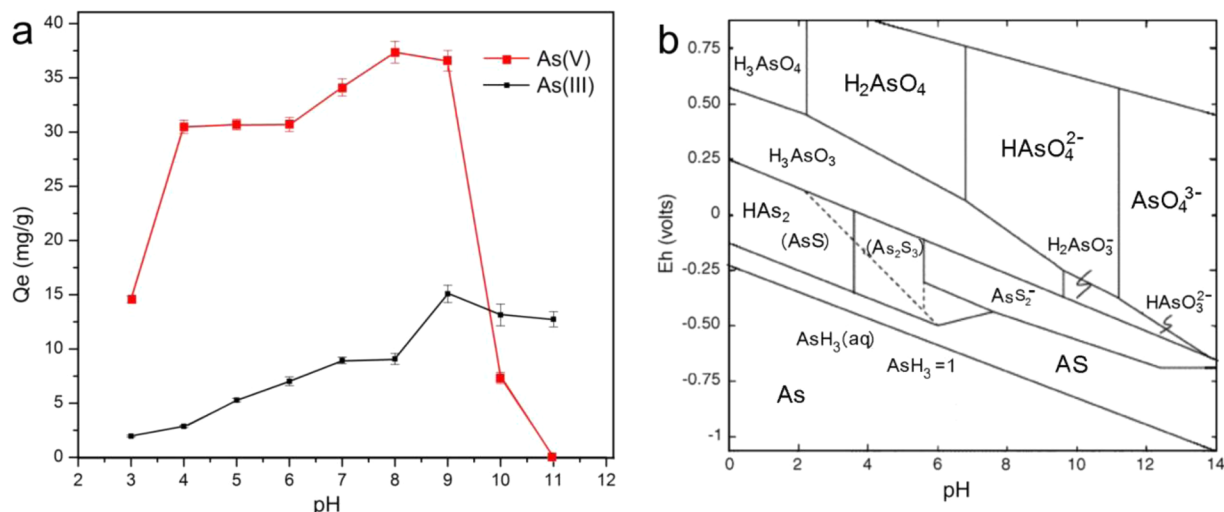 a
40
35
30
25
20
15
10
5
0
Qe (mg/g)
As(V)
As(III)
2 3 4 5 6 7 8 9 10 11 12 13
pH
b
0.75
0.50
0.25
0
-0.25
-0.50
-0.75
-1
Eh (volts)
H₃AsO₄
H₂AsO₄
HAsO₄²⁻
AsO₄³⁻
H₃AsO₃
HAs₂
(AsS)
(As₂S₃)
H₂AsO₃⁻
AsS₂⁻
HAsO₃²⁻
AsH₃(aq)
AsH₃=1
AS
As
0 2 4 6 8 10 12 14
pH